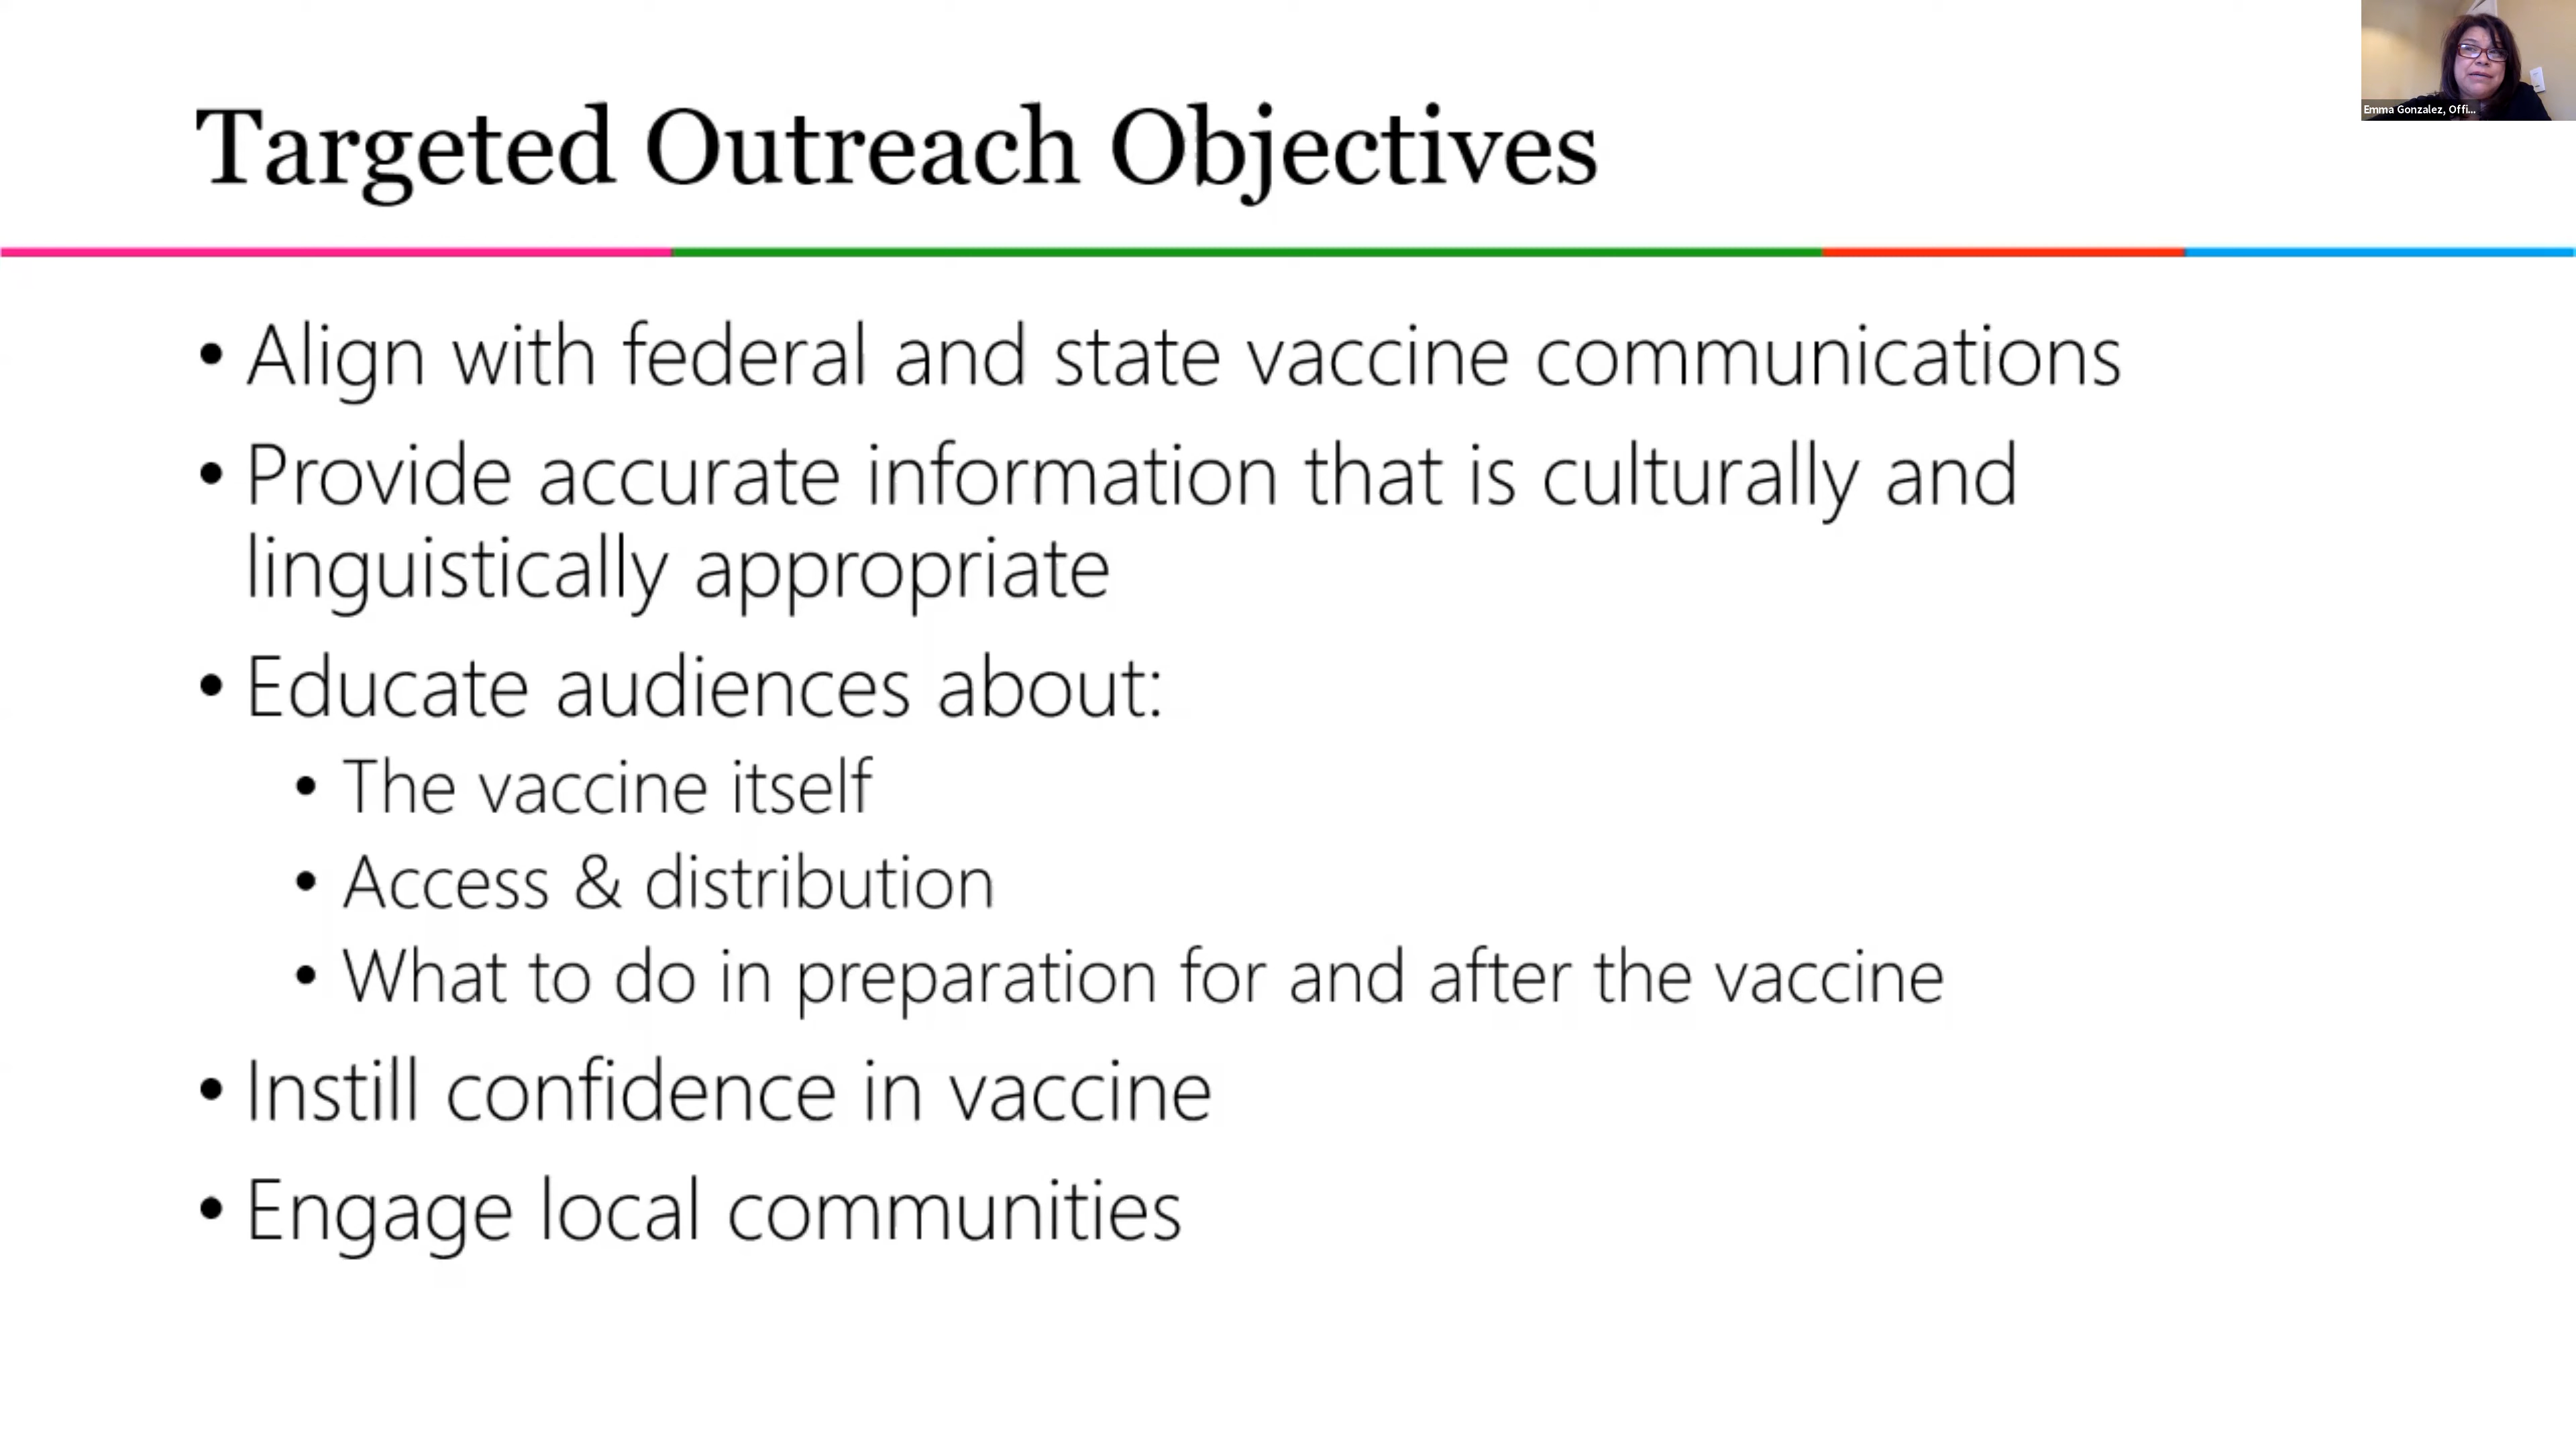 Emma Gonzalez, Offi...
Targeted Outreach Objectives
• Align with federal and state vaccine communications
• Provide accurate information that is culturally and
linguistically appropriate
• Educate audiences about:
• The vaccine itself
• Access & distribution
• What to do in preparation for and after the vaccine
• Instill confidence in vaccine
• Engage local communities